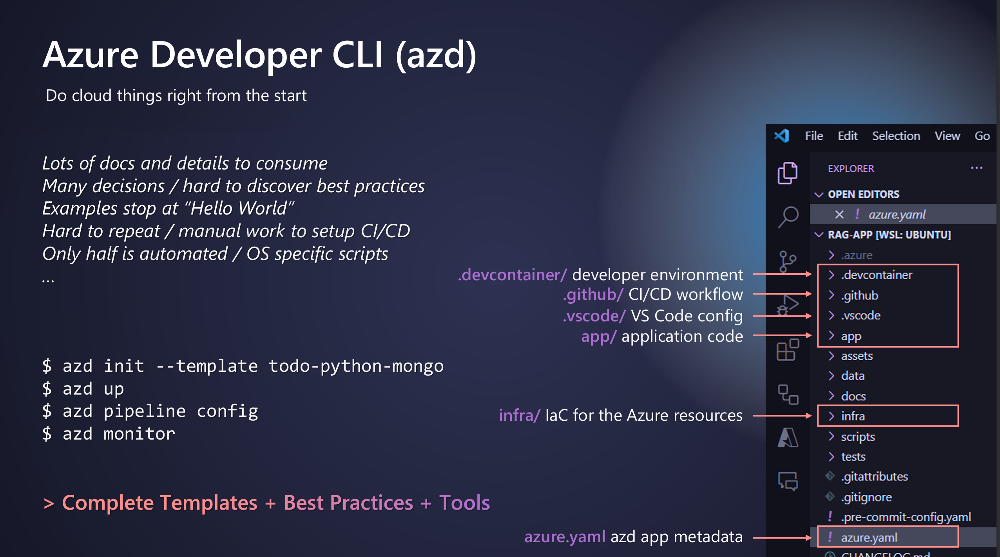 Azure Developer CLI (azd)
Do cloud things right from the start
Lots of docs and details to consume
Many decisions / hard to discover best practices
Examples stop at “Hello World”
Hard to repeat / manual work to setup CI/CD
Only half is automated / OS specific scripts
...
$ azd init --template todo-python-mongo
$ azd up
$ azd pipeline config
$ azd monitor
> Complete Templates + Best Practices + Tools
.devcontainer/ developer environment
.github/ CI/CD workflow
.vscode/ VS Code config
app/ application code
infra/ IaC for the Azure resources
azure.yaml azd app metadata
File Edit Selection View Go
EXPLORER ...
OPEN EDITORS
! azure.yaml
RAG-APP [WSL: UBUNTU]
.azure
.devcontainer
.github
.vscode
app
assets
data
docs
infra
scripts
tests
.gitattributes
.gitignore
! .pre-commit-config.yaml
! azure.yaml
CHANGELOG.md